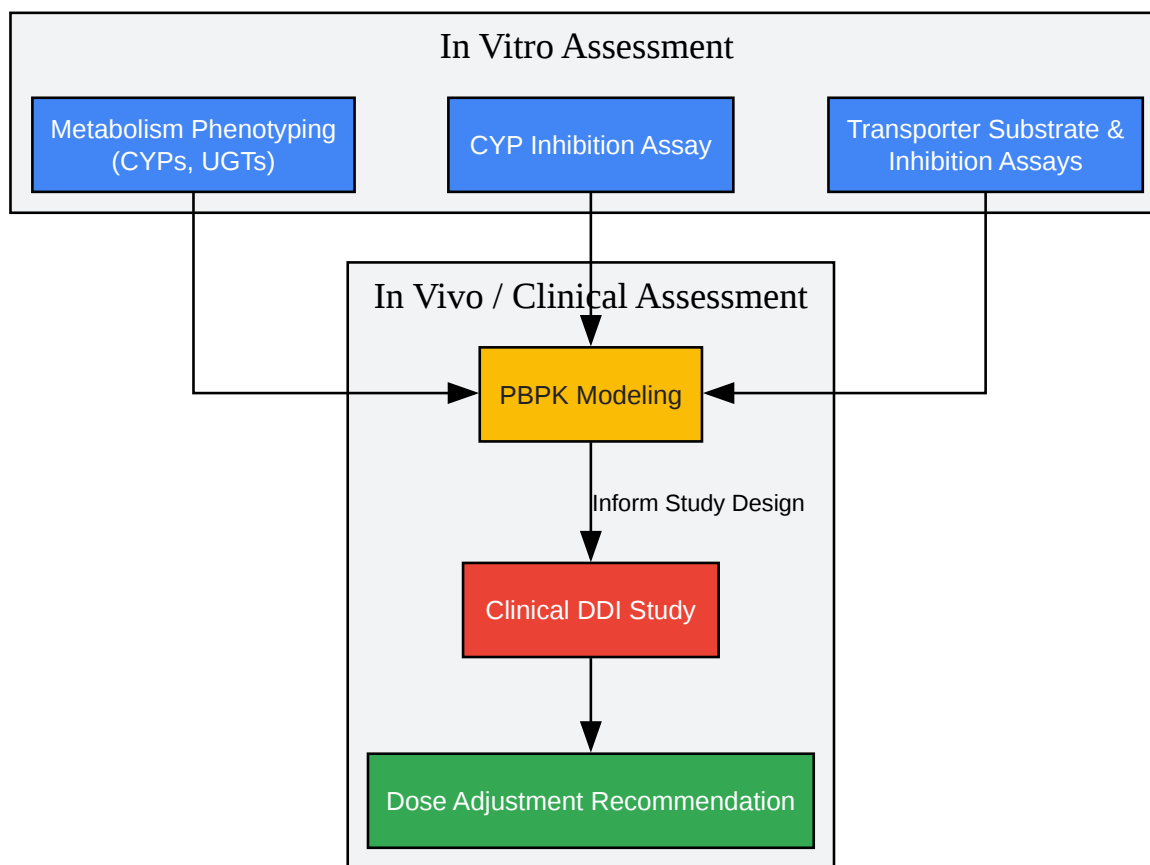 In Vitro Assessment
Metabolism Phenotyping
(CYPs, UGTs)
CYP Inhibition Assay
Transporter Substrate &
Inhibition Assays
In Vivo / Clinical Assessment
PBPK Modeling
Inform Study Design
Clinical DDI Study
Dose Adjustment Recommendation